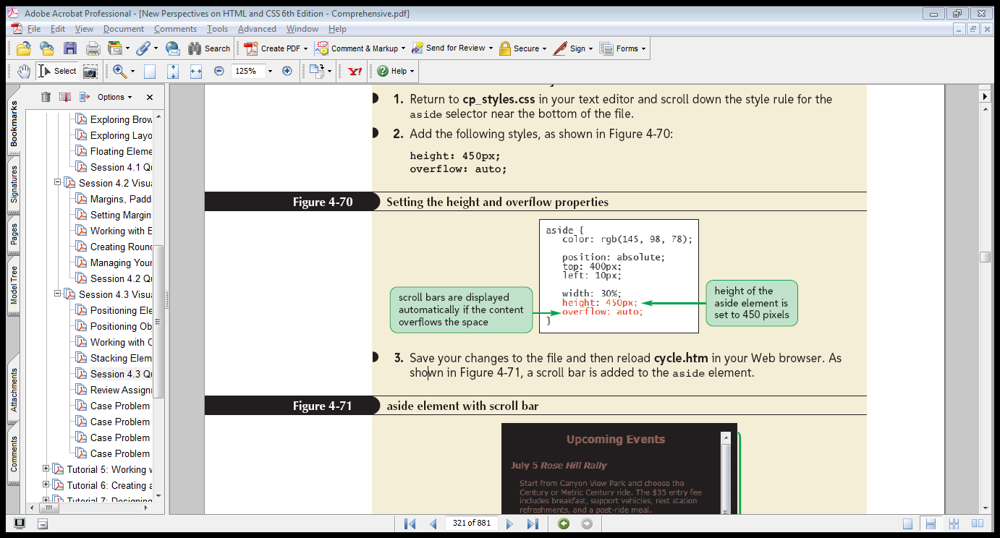 Adobe Acrobat Professional - [New Perspectives on HTML and CSS 6th Edition - Comprehensive.pdf]
File Edit View Document Comments Tools Advanced Window Help
Search Create PDF Comment & Markup Send for Review Secure Sign Forms
Select 125% Y! Help
Bookmarks
Signatures
Pages
Model Tree
Attachments
Comments
Options
Exploring Brow
Exploring Layo
Floating Eleme
Session 4.1 Qu
Session 4.2 Visua
Margins, Padd
Setting Margin
Working with E
Creating Roun
Managing Your
Session 4.2 Qu
Session 4.3 Visua
Positioning Ele
Positioning Ob
Working with C
Stacking Elem
Session 4.3 Qu
Review Assign
Case Problem
Case Problem
Case Problem
Case Problem
Tutorial 5: Working w
Tutorial 6: Creating a
Tutorial 7: Designing
1. Return to cp_styles.css in your text editor and scroll down the style rule for the
aside selector near the bottom of the file.
2. Add the following styles, as shown in Figure 4-70:
height: 450px;
overflow: auto;
Figure 4-70 Setting the height and overflow properties
aside {
color: rgb(145, 98, 78);
position: absolute;
top: 400px;
left: 10px;
width: 30%;
height: 450px;
overflow: auto;
}
scroll bars are displayed
automatically if the content
overflows the space
height of the
aside element is
set to 450 pixels
3. Save your changes to the file and then reload cycle.htm in your Web browser. As
shown in Figure 4-71, a scroll bar is added to the aside element.
Figure 4-71 aside element with scroll bar
Upcoming Events
July 5 Rose Hill Rally
Start from Canyon View Park and choose the
Century or Metric Century ride. The $35 entry fee
includes breakfast, support vehicles, rest station
refreshments, and a post-ride meal.
321 of 881